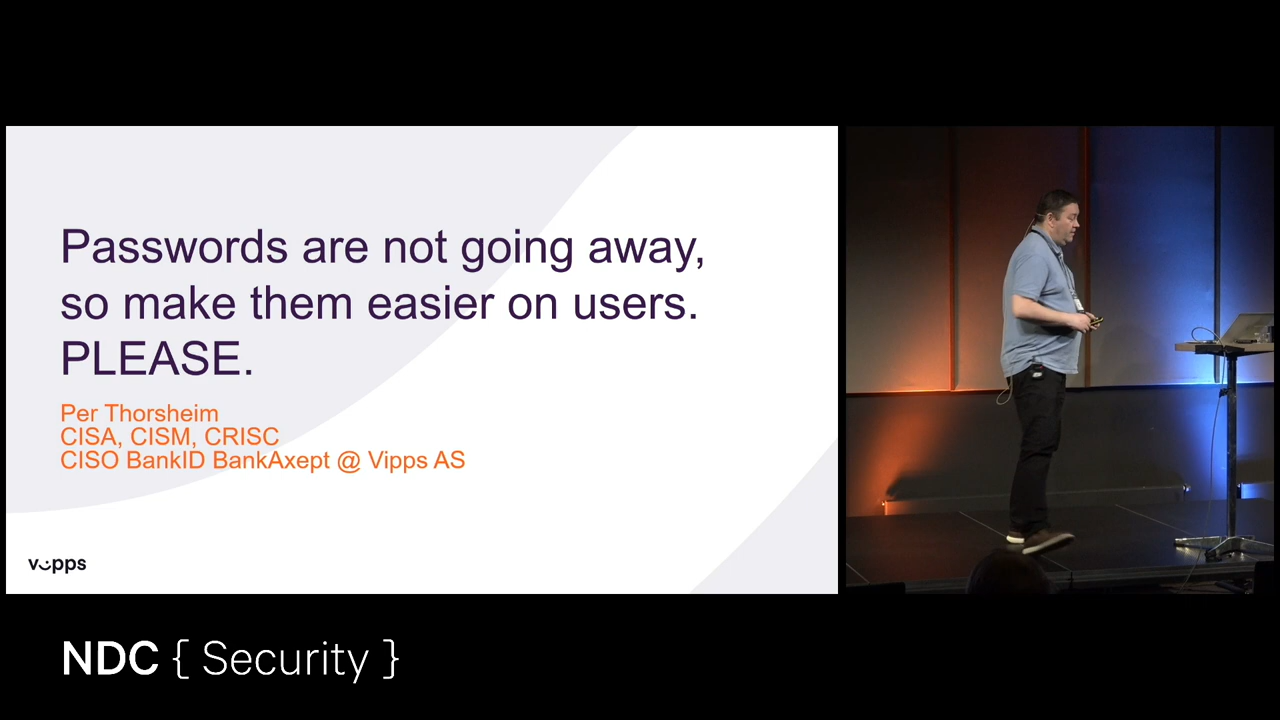 Passwords are not going away,
so make them easier on users.
PLEASE.
Per Thorsheim
CISA, CISM, CRISC
CISO BankID BankAxept @ Vipps AS
vipps
NDC { Security }